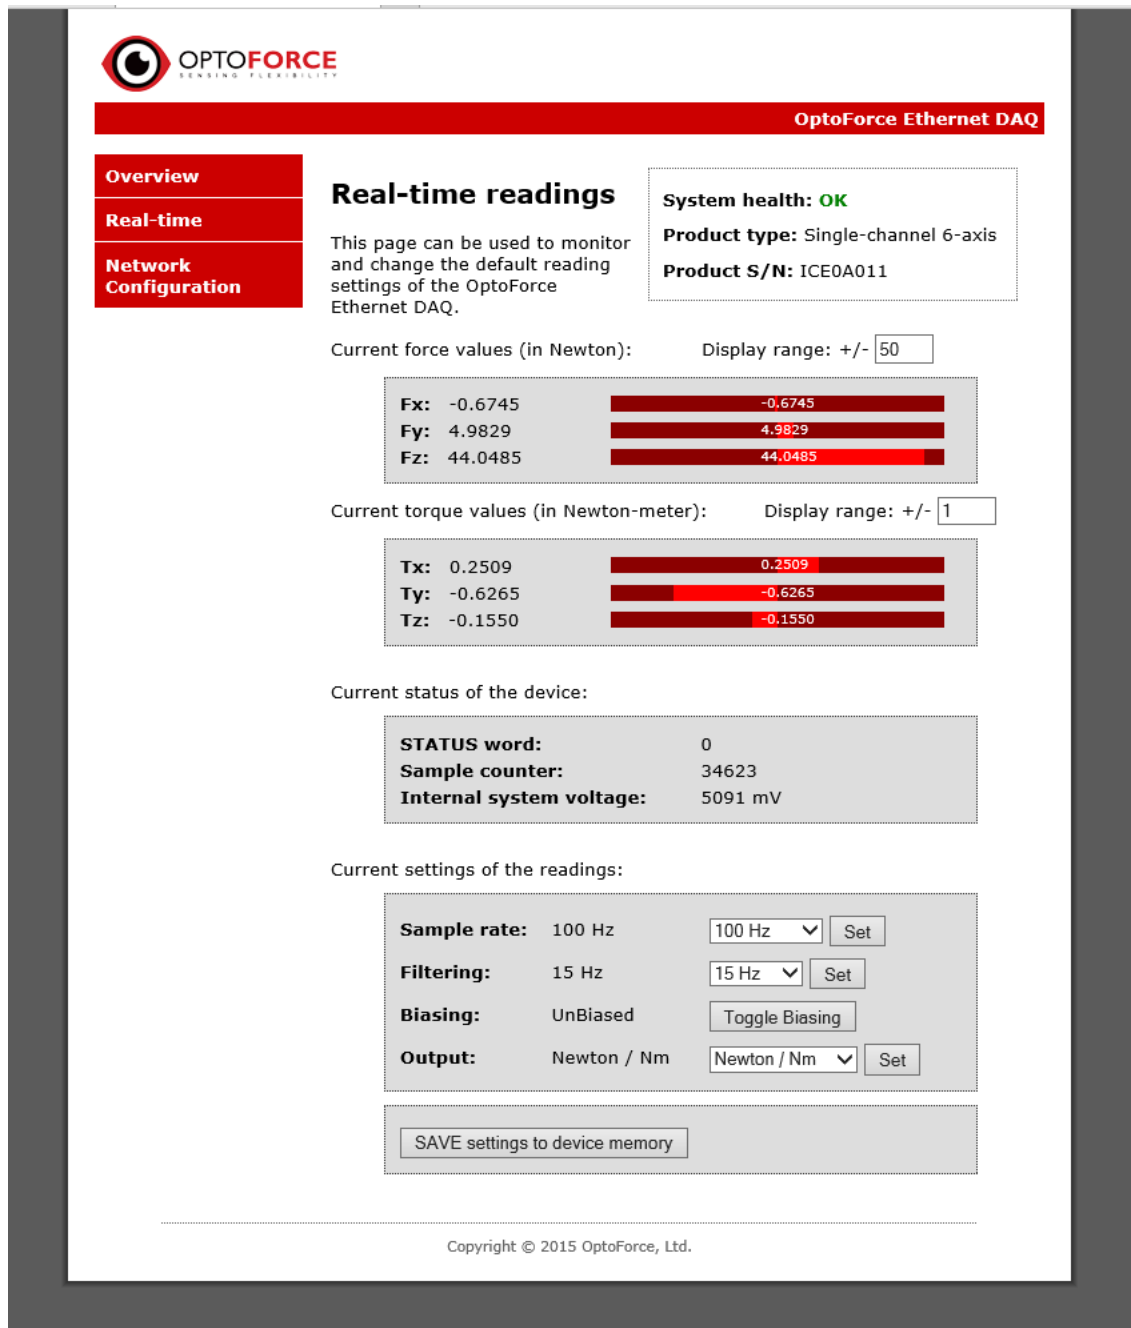 OPTOFORCE
SENSING FLEXIBILITY
OptoForce Ethernet DAQ
Overview
Real-time
Network
Configuration
Real-time readings
This page can be used to monitor
and change the default reading
settings of the OptoForce
Ethernet DAQ.
System health: OK
Product type: Single-channel 6-axis
Product S/N: ICE0A011
Current force values (in Newton): Display range: +/- 50
Fx: -0.6745 -0.6745
Fy: 4.9829 4.9829
Fz: 44.0485 44.0485
Current torque values (in Newton-meter): Display range: +/- 1
Tx: 0.2509 0.2509
Ty: -0.6265 -0.6265
Tz: -0.1550 -0.1550
Current status of the device:
STATUS word: 0
Sample counter: 34623
Internal system voltage: 5091 mV
Current settings of the readings:
Sample rate: 100 Hz 100 Hz Set
Filtering: 15 Hz 15 Hz Set
Biasing: UnBiased Toggle Biasing
Output: Newton / Nm Newton / Nm Set
SAVE settings to device memory
Copyright © 2015 OptoForce, Ltd.